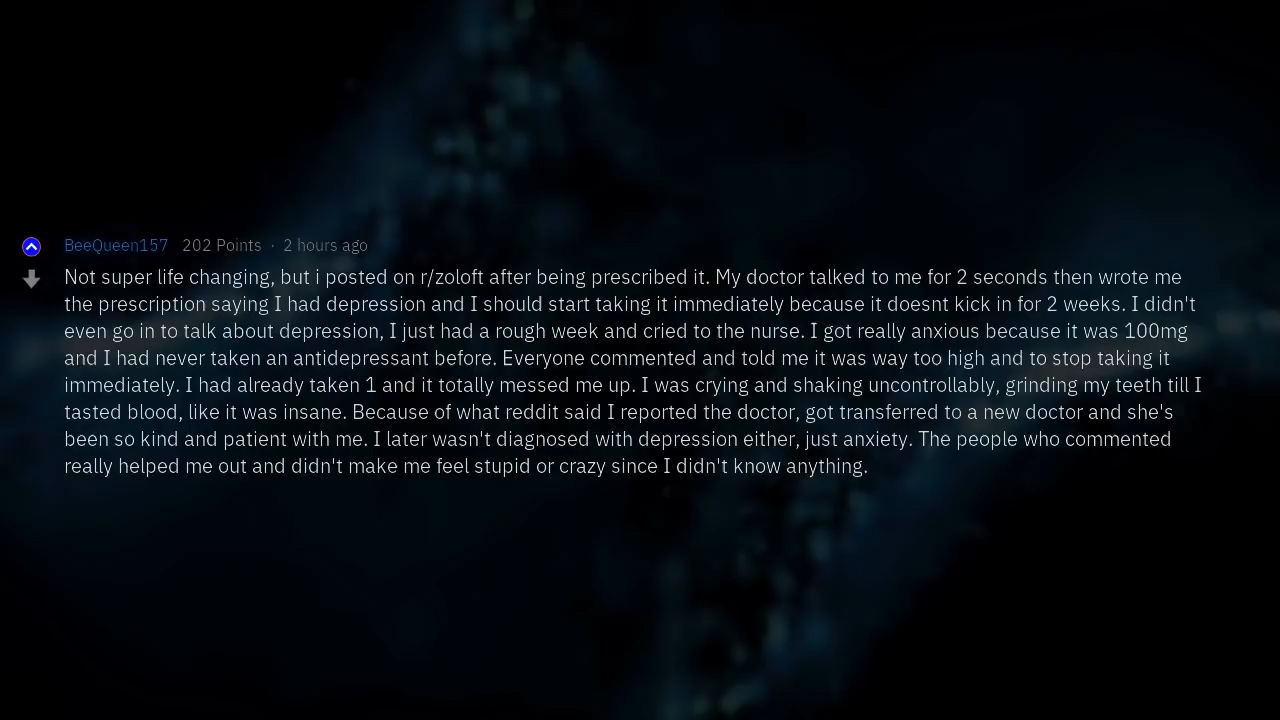 BeeQueen157 202 Points · 2 hours ago
Not super life changing, but i posted on r/zoloft after being prescribed it. My doctor talked to me for 2 seconds then wrote me
the prescription saying I had depression and I should start taking it immediately because it doesnt kick in for 2 weeks. I didn't
even go in to talk about depression, I just had a rough week and cried to the nurse. I got really anxious because it was 100mg
and I had never taken an antidepressant before. Everyone commented and told me it was way too high and to stop taking it
immediately. I had already taken 1 and it totally messed me up. I was crying and shaking uncontrollably, grinding my teeth till I
tasted blood, like it was insane. Because of what reddit said I reported the doctor, got transferred to a new doctor and she's
been so kind and patient with me. I later wasn't diagnosed with depression either, just anxiety. The people who commented
really helped me out and didn't make me feel stupid or crazy since I didn't know anything.